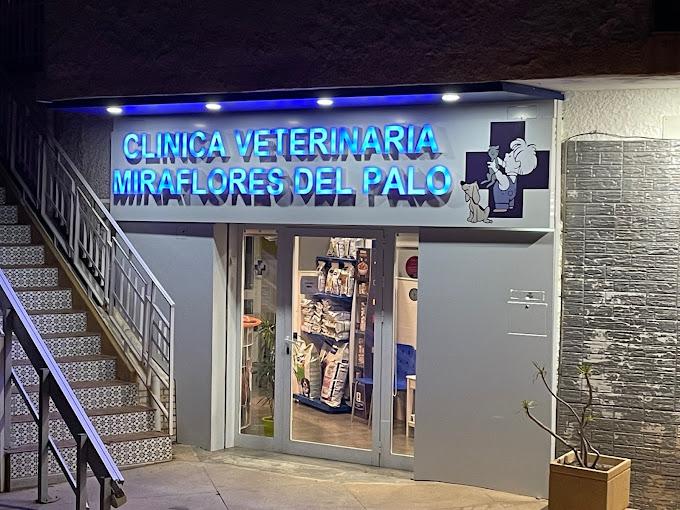 CLINICA VETERINARIA
MIRAFLORES DEL PALO